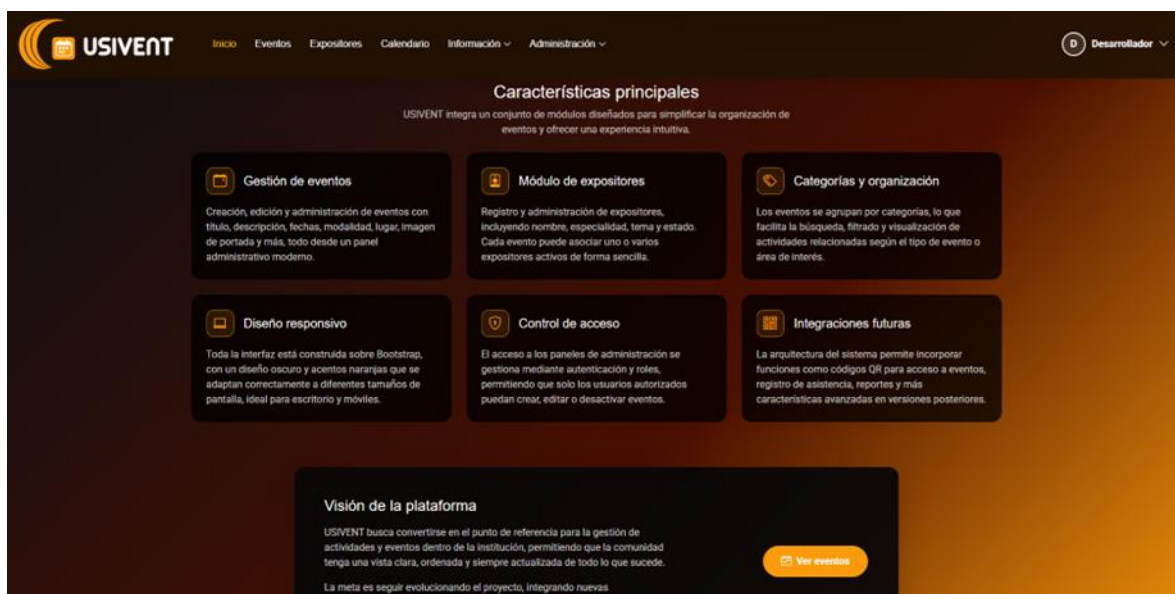 USIVENT
Inicio Eventos Expositores Calendario Información Administración
D Desarrollador
Características principales
USIVENT integra un conjunto de módulos diseñados para simplificar la organización de
eventos y ofrecer una experiencia intuitiva.
Gestión de eventos
Creación, edición y administración de eventos con
título, descripción, fechas, modalidad, lugar, imagen
de portada y más, todo desde un panel
administrativo moderno.
Módulo de expositores
Registro y administración de expositores,
incluyendo nombre, especialidad, tema y estado.
Cada evento puede asociar uno o varios
expositores activos de forma sencilla.
Categorías y organización
Los eventos se agrupan por categorías, lo que
facilita la búsqueda, filtrado y visualización de
actividades relacionadas según el tipo de evento o
área de interés.
Diseño responsivo
Toda la interfaz está construida sobre Bootstrap,
con un diseño oscuro y acentos naranjas que se
adaptan correctamente a diferentes tamaños de
pantalla, ideal para escritorio y móviles.
Control de acceso
El acceso a los paneles de administración se
gestiona mediante autenticación y roles,
permitiendo que solo los usuarios autorizados
puedan crear, editar o desactivar eventos.
Integraciones futuras
La arquitectura del sistema permite incorporar
funciones como códigos QR para acceso a eventos,
registro de asistencia, reportes y más
características avanzadas en versiones posteriores.
Visión de la plataforma
USIVENT busca convertirse en el punto de referencia para la gestión de
actividades y eventos dentro de la institución, permitiendo que la comunidad
tenga una vista clara, ordenada y siempre actualizada de todo lo que sucede.
Ver eventos
La meta es seguir evolucionando el proyecto, integrando nuevas